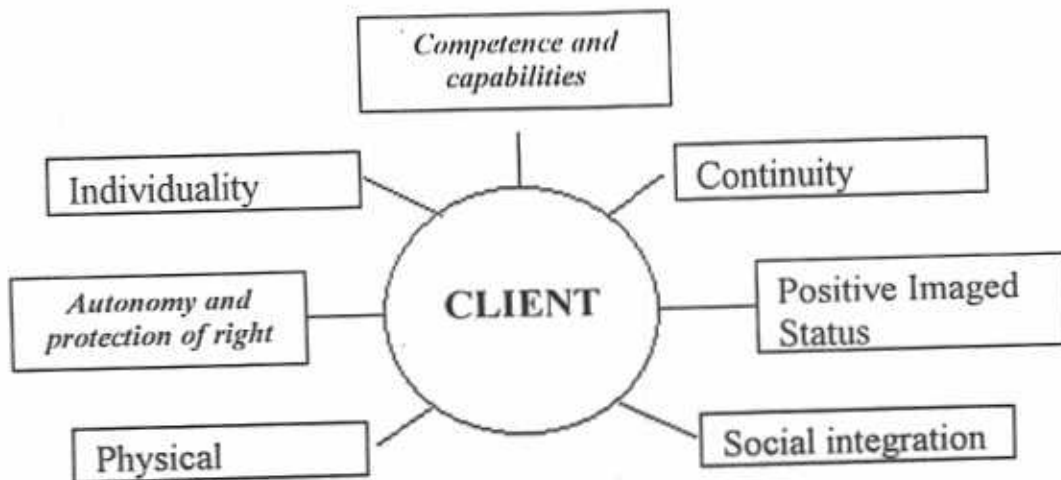 Competence and
capabilities
Individuality
Continuity
Autonomy and
protection of right
CLIENT
Positive Imaged
Status
Physical
Social integration